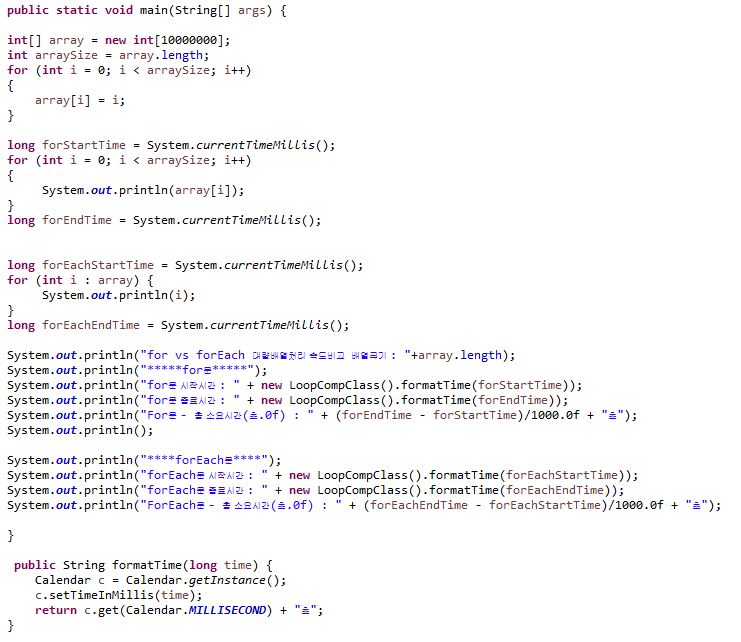 public static void main(String[] args) {
int[] array = new int[10000000];
int arraySize = array.length;
for (int i = 0; i < arraySize; i++)
{
array[i] = i;
}
long forStartTime = System.currentTimeMillis();
for (int i = 0; i < arraySize; i++)
{
System.out.println(array[i]);
}
long forEndTime = System.currentTimeMillis();
long forEachStartTime = System.currentTimeMillis();
for (int i : array) {
System.out.println(i);
}
long forEachEndTime = System.currentTimeMillis();
System.out.println("for vs forEach 대량배열처리 속도비교 배열크기 : "+array.length);
System.out.println("*****for문*****");
System.out.println("for문 시작시간 : " + new LoopCompClass().formatTime(forStartTime));
System.out.println("for문 종료시간 : " + new LoopCompClass().formatTime(forEndTime));
System.out.println("For문 - 총 소요시간(초.0f) : " + (forEndTime - forStartTime)/1000.0f + "초");
System.out.println();
System.out.println("****forEach문****");
System.out.println("forEach문 시작시간 : " + new LoopCompClass().formatTime(forEachStartTime));
System.out.println("forEach문 종료시간 : " + new LoopCompClass().formatTime(forEachEndTime));
System.out.println("ForEach문 - 총 소요시간(초.0f) : " + (forEachEndTime - forEachStartTime)/1000.0f + "초");
}
public String formatTime(long time) {
Calendar c = Calendar.getInstance();
c.setTimeInMillis(time);
return c.get(Calendar.MILLISECOND) + "초";
}